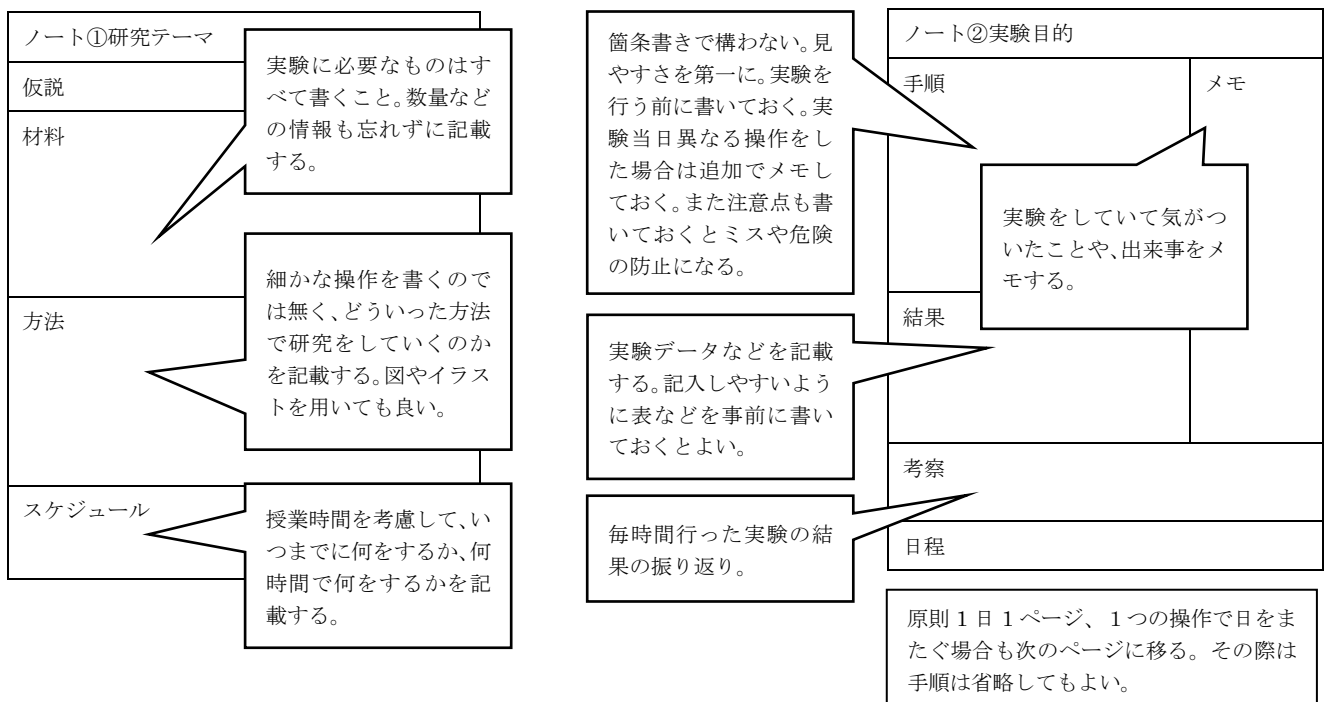 ノート①研究テーマ
仮説
材料
実験に必要なものはす
べて書くこと。数量など
の情報も忘れずに記載
する。
方法
細かな操作を書くので
は無く、どういった方法
で研究をしていくのか
を記載する。図やイラス
トを用いても良い。
スケジュール
授業時間を考慮して、い
つまでに何をするか、何
時間で何をするかを記
載する。
ノート②実験目的
手順
メモ
箇条書きで構わない。見
やすさを第一に。実験を
行う前に書いておく。実
験当日異なる操作をし
た場合は追加でメモし
ておく。また注意点も書
いておくとミスや危険
の防止になる。
実験をしていて気がつ
いたことや、出来事をメ
モする。
結果
実験データなどを記載
する。記入しやすいよう
に表などを事前に書い
ておくとよい。
考察
毎時間行った実験の結
果の振り返り。
日程
原則1日1ページ、1つの操作で日をま
たぐ場合も次のページに移る。その際は
手順は省略してもよい。